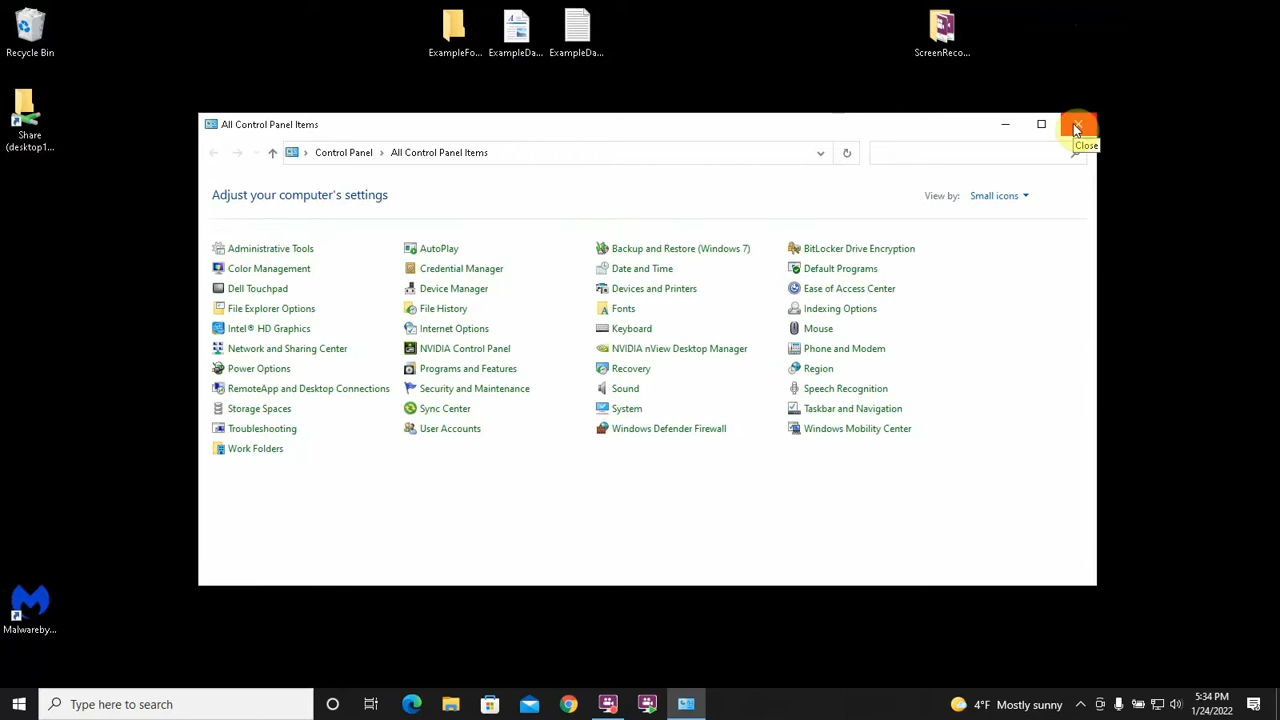 Recycle Bin
ExampleFo...
ExampleDa...
ExampleDa...
ScreenReco...
Share
(desktop1...
All Control Panel Items
Close
Control Panel
All Control Panel Items
Adjust your computer's settings
View by:
Small icons
Administrative Tools
AutoPlay
Backup and Restore (Windows 7)
BitLocker Drive Encryption
Color Management
Credential Manager
Date and Time
Default Programs
Dell Touchpad
Device Manager
Devices and Printers
Ease of Access Center
File Explorer Options
File History
Fonts
Indexing Options
Intel® HD Graphics
Internet Options
Keyboard
Mouse
Network and Sharing Center
NVIDIA Control Panel
NVIDIA nView Desktop Manager
Phone and Modem
Power Options
Programs and Features
Recovery
Region
RemoteApp and Desktop Connections
Security and Maintenance
Sound
Speech Recognition
Storage Spaces
Sync Center
System
Taskbar and Navigation
Troubleshooting
User Accounts
Windows Defender Firewall
Windows Mobility Center
Work Folders
Malwareby...
Type here to search
4°F Mostly sunny
5:34 PM
1/24/2022